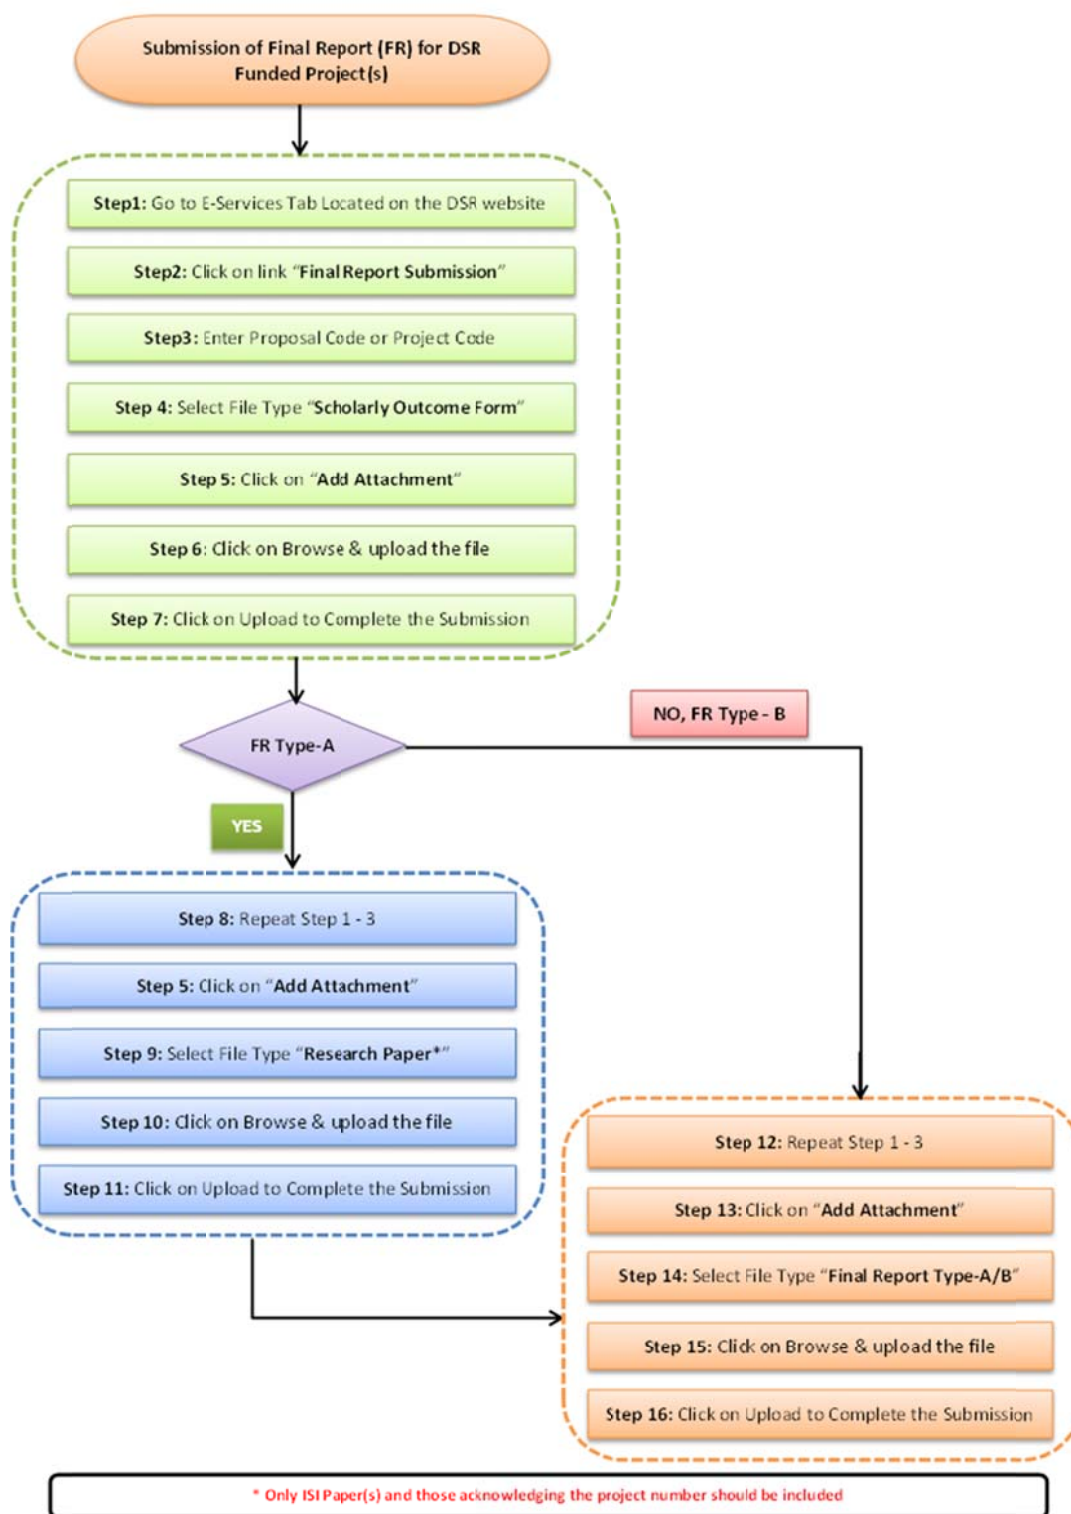 Submission of Final Report (FR) for DSR
Funded Project(s)
Step1: Go to E-Services Tab Located on the DSR website
Step2: Click on link "Final Report Submission"
Step3: Enter Proposal Code or Project Code
Step 4: Select File Type "Scholarly Outcome Form"
Step 5: Click on "Add Attachment"
Step 6: Click on Browse & upload the file
Step 7: Click on Upload to Complete the Submission
FR Type-A
NO, FR Type - B
YES
Step 8: Repeat Step 1 - 3
Step 5: Click on "Add Attachment"
Step 9: Select File Type "Research Paper*"
Step 10: Click on Browse & upload the file
Step 11: Click on Upload to Complete the Submission
Step 12: Repeat Step 1 - 3
Step 13: Click on "Add Attachment"
Step 14: Select File Type "Final Report Type-A/B"
Step 15: Click on Browse & upload the file
Step 16: Click on Upload to Complete the Submission
* Only ISI Paper(s) and those acknowledging the project number should be included